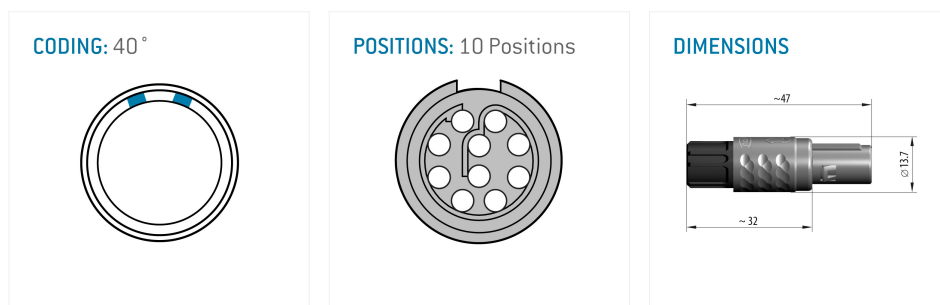 CODING: 40°
POSITIONS: 10 Positions
DIMENSIONS
~47
⌀13.7
~ 32